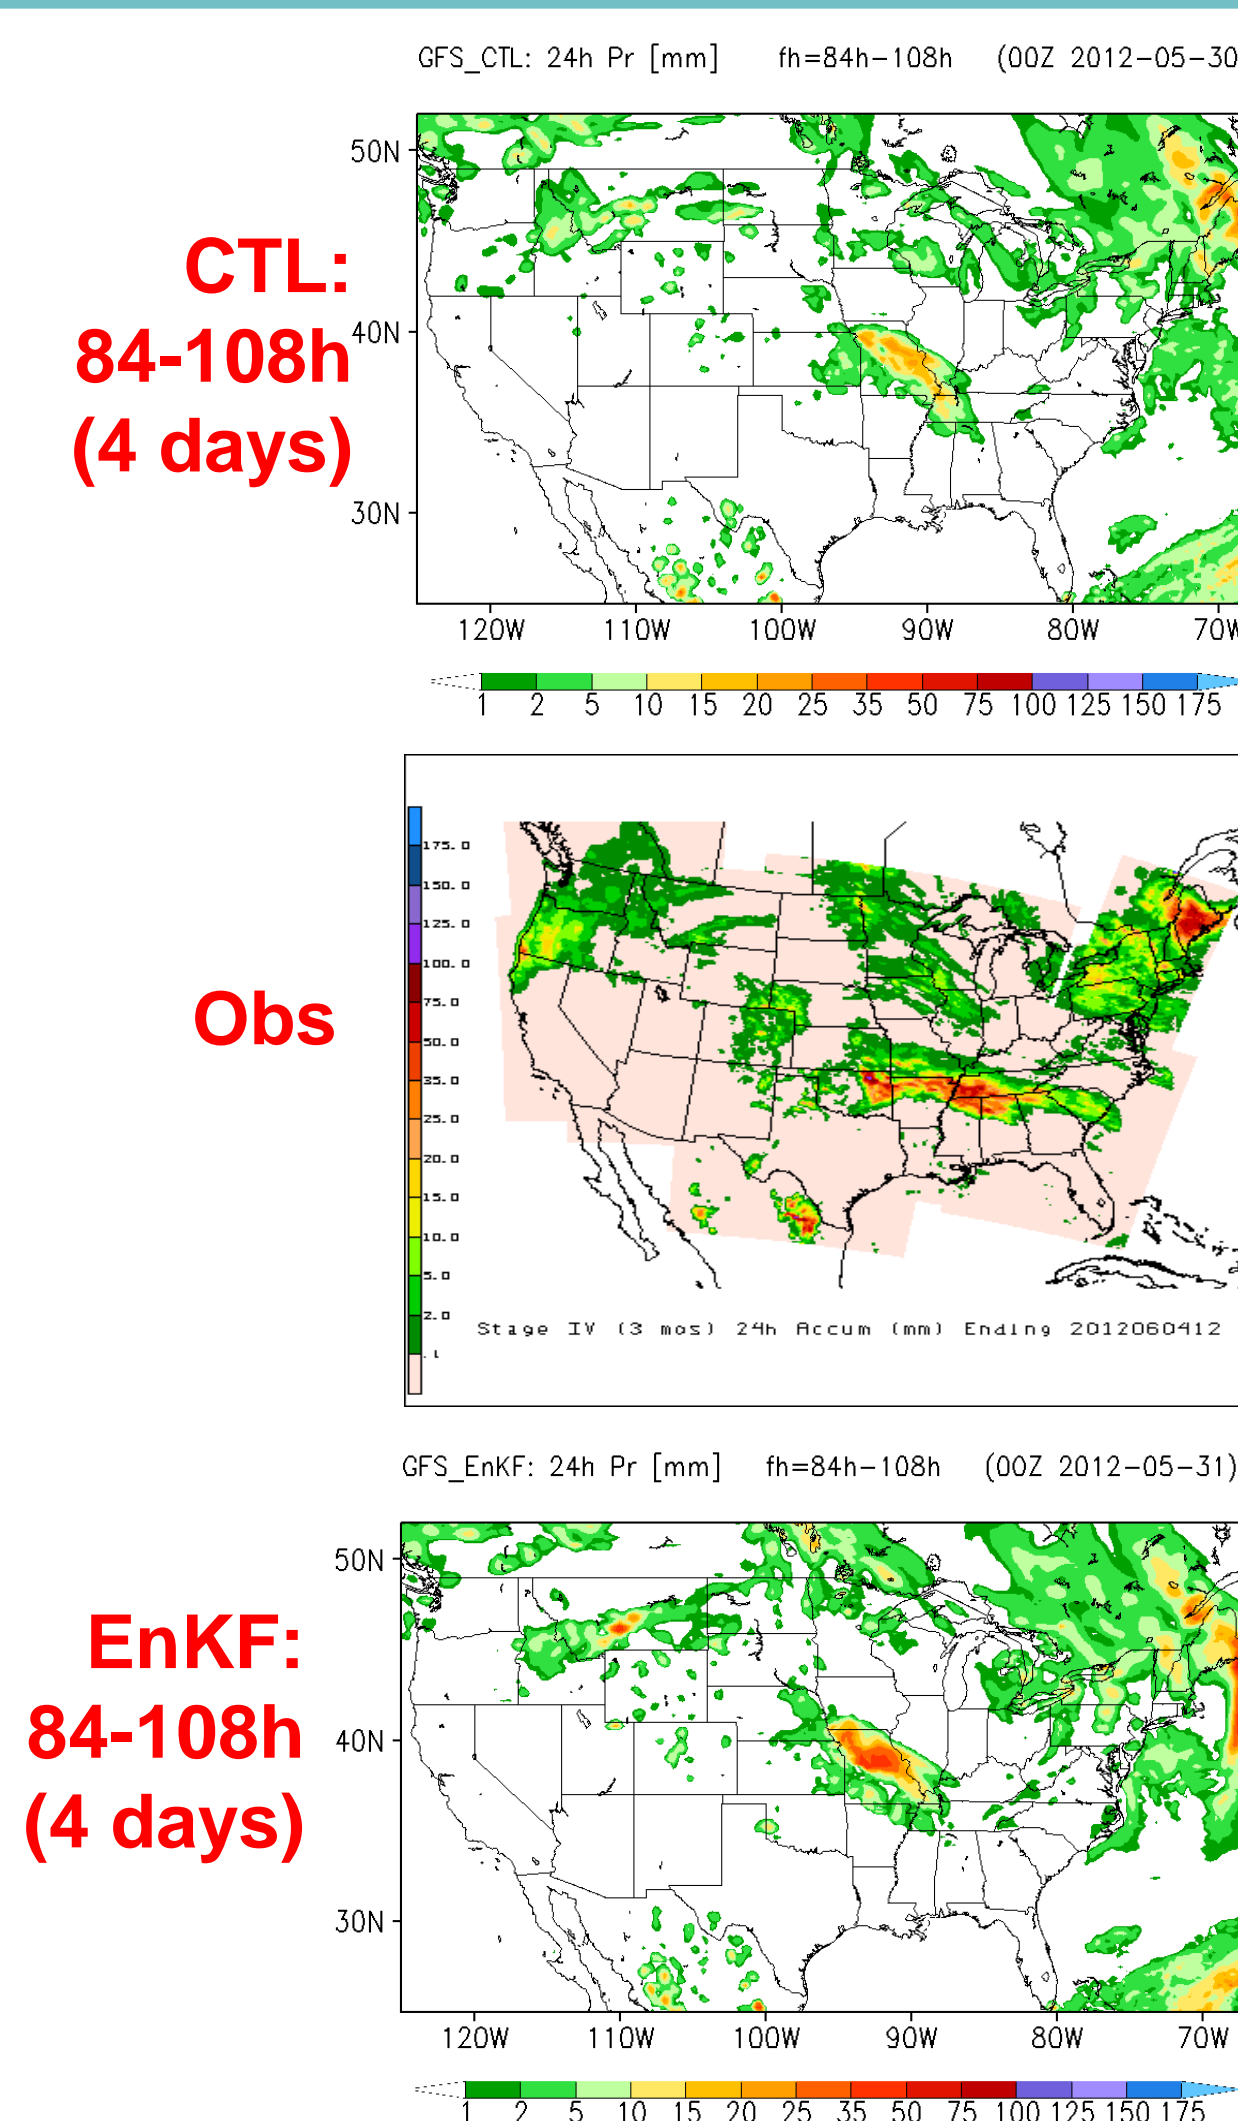 GFS_CTL: 24h Pr [mm] fh=84h-108h (00Z 2012-05-30
CTL:
84-108h
(4 days)
50N
40N
30N
120W 110W 100W 90W 80W 70W
1 2 5 10 15 20 25 35 50 75 100 125 150 175
Obs
175.0
150.0
125.0
100.0
75.0
50.0
35.0
25.0
20.0
15.0
10.0
5.0
2.0
.1
Stage IV (3 mos) 24h Accum (mm) Ending 2012060412
GFS_EnKF: 24h Pr [mm] fh=84h-108h (00Z 2012-05-31)
EnKF:
84-108h
(4 days)
50N
40N
30N
120W 110W 100W 90W 80W 70W
1 2 5 10 15 20 25 35 50 75 100 125 150 175